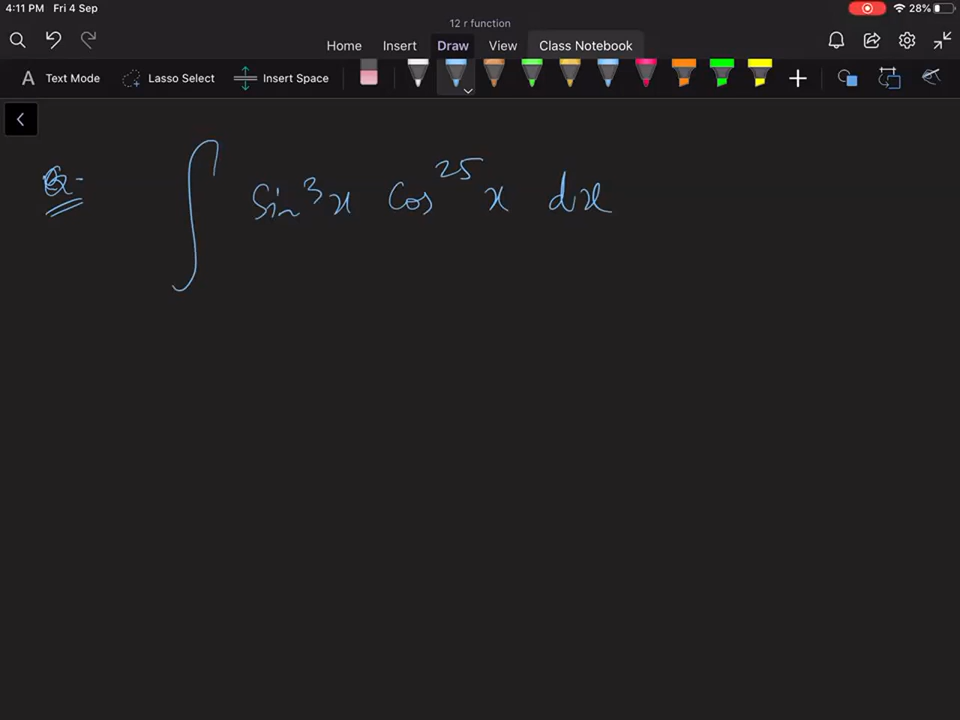 4:11 PM Fri 4 Sep
28%
12 r function
Home Insert Draw View Class Notebook
A Text Mode Lasso Select Insert Space
Q- ∫ sin³x cos²⁵x dx